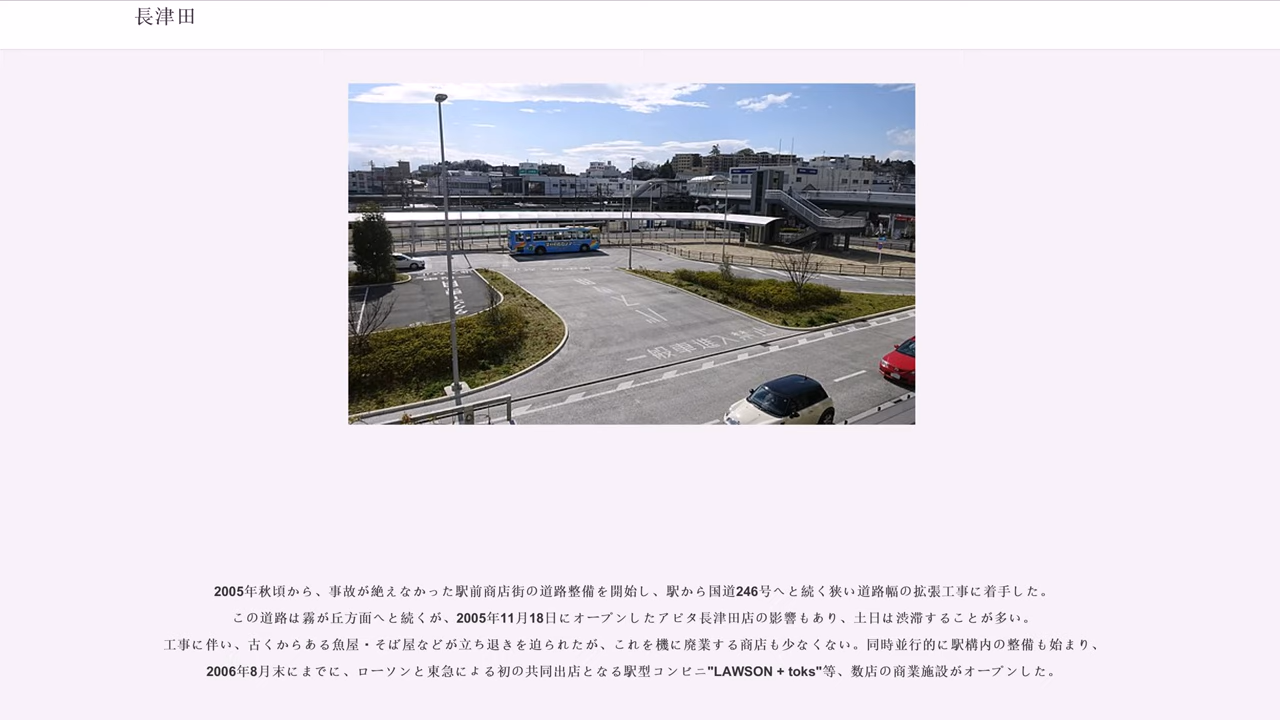 長津田
一般車進入禁止
2005年秋頃から、事故が絶えなかった駅前商店街の道路整備を開始し、駅から国道246号へと続く狭い道路幅の拡張工事に着手した。
この道路は霧が丘方面へと続くが、2005年11月18日にオープンしたアピタ長津田店の影響もあり、土日は渋滞することが多い。
工事に伴い、古くからある魚屋・そば屋などが立ち退きを迫られたが、これを機に廃業する商店も少なくない。同時並行的に駅構内の整備も始まり、
2006年8月末にまでに、ローソンと東急による初の共同出店となる駅型コンビニ"LAWSON + toks"等、数店の商業施設がオープンした。